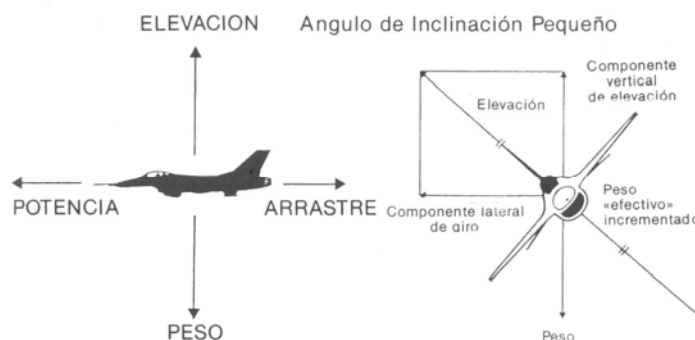 ELEVACION
Angulo de Inclinación Pequeño
Componente
vertical
de elevación
Elevación
POTENCIA
ARRASTRE
Componente lateral
de giro
Peso
«efectivo»
incrementado
PESO
Peso